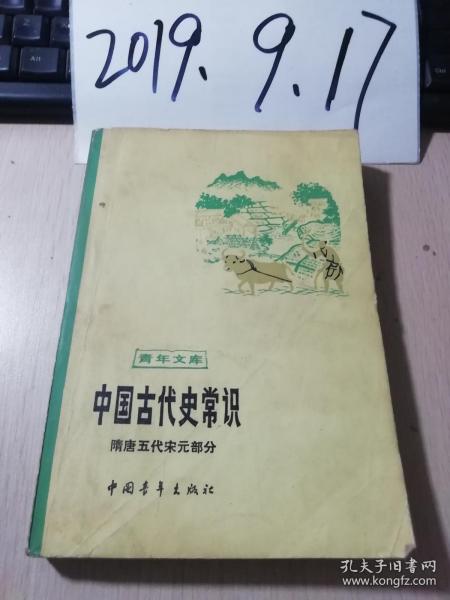 2019. 9. 17
青年文库
中国古代史常识
隋唐五代宋元部分
中国青年出版社
孔夫子旧书网
www.kongfz.com